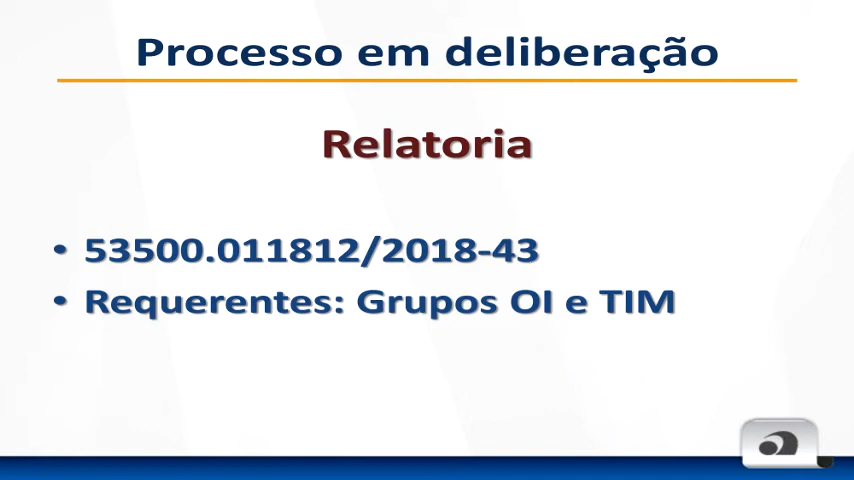 Processo em deliberação
Relatoria
• 53500.011812/2018-43
• Requerentes: Grupos OI e TIM